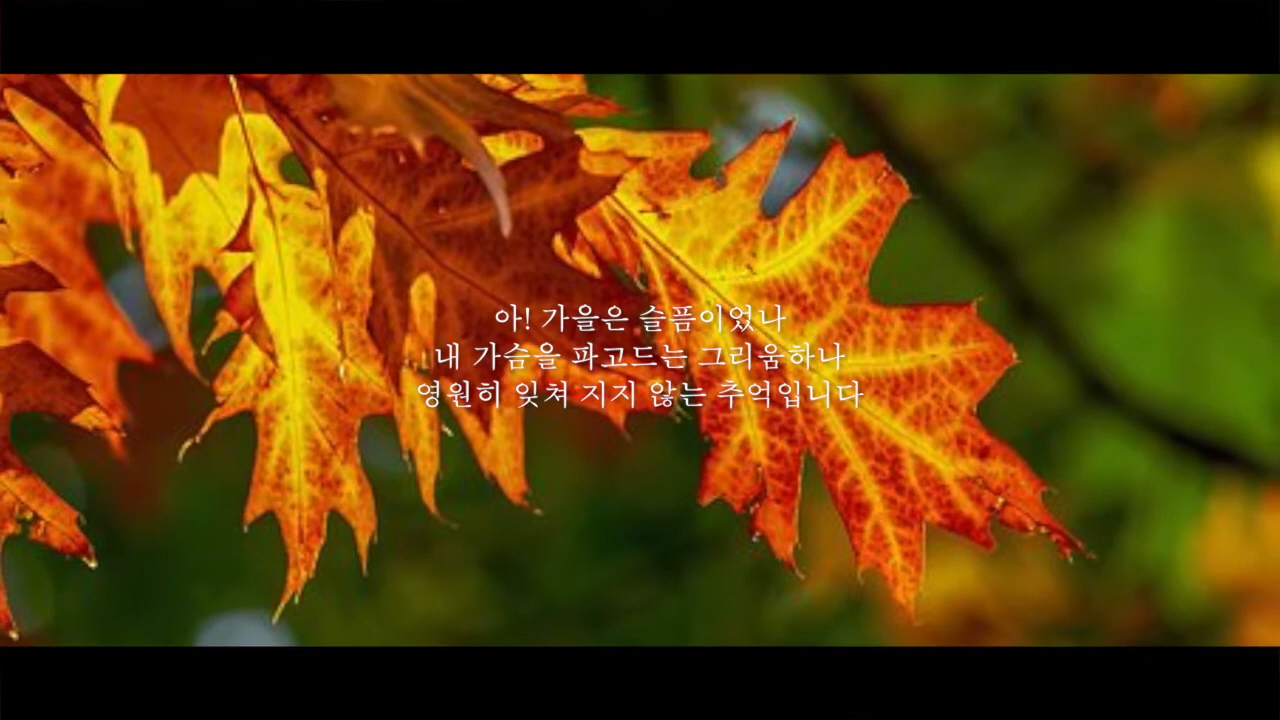 아! 가을은 슬픔이었나
내 가슴을 파고드는 그리움하나
영원히 잊쳐 지지 않는 추억입니다